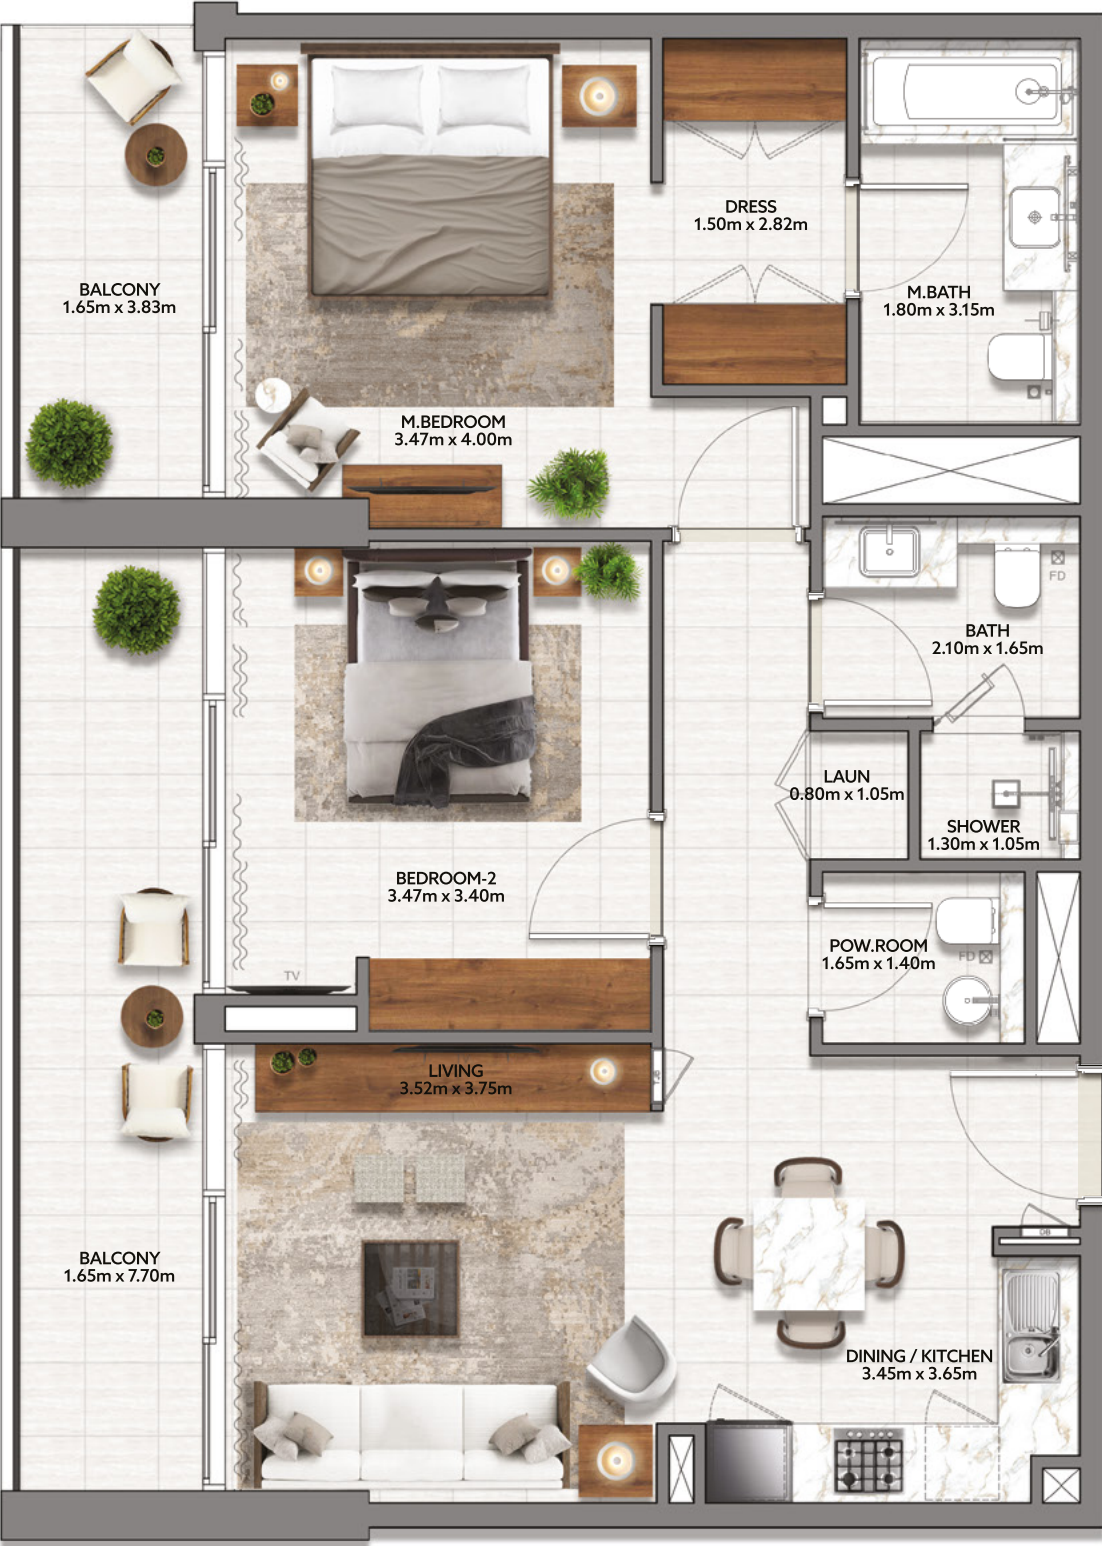 DRESS
1.50m x 2.82m
BALCONY
1.65m x 3.83m
M.BATH
1.80m x 3.15m
M.BEDROOM
3.47m x 4.00m
FD
BATH
2.10m x 1.65m
LAUN
0.80m x 1.05m
SHOWER
1.30m x 1.05m
BEDROOM-2
3.47m x 3.40m
POW.ROOM
1.65m x 1.40m
FD
TV
LIVING
3.52m x 3.75m
DB
BALCONY
1.65m x 7.70m
DINING / KITCHEN
3.45m x 3.65m